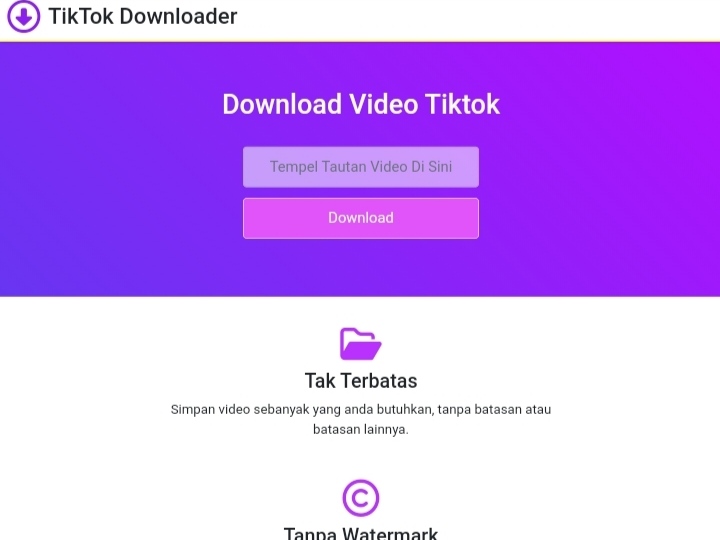 TikTok Downloader
Download Video Tiktok
Tempel Tautan Video Di Sini
Download
Tak Terbatas
Simpan video sebanyak yang anda butuhkan, tanpa batasan atau
batasan lainnya.
Tanpa Watermark